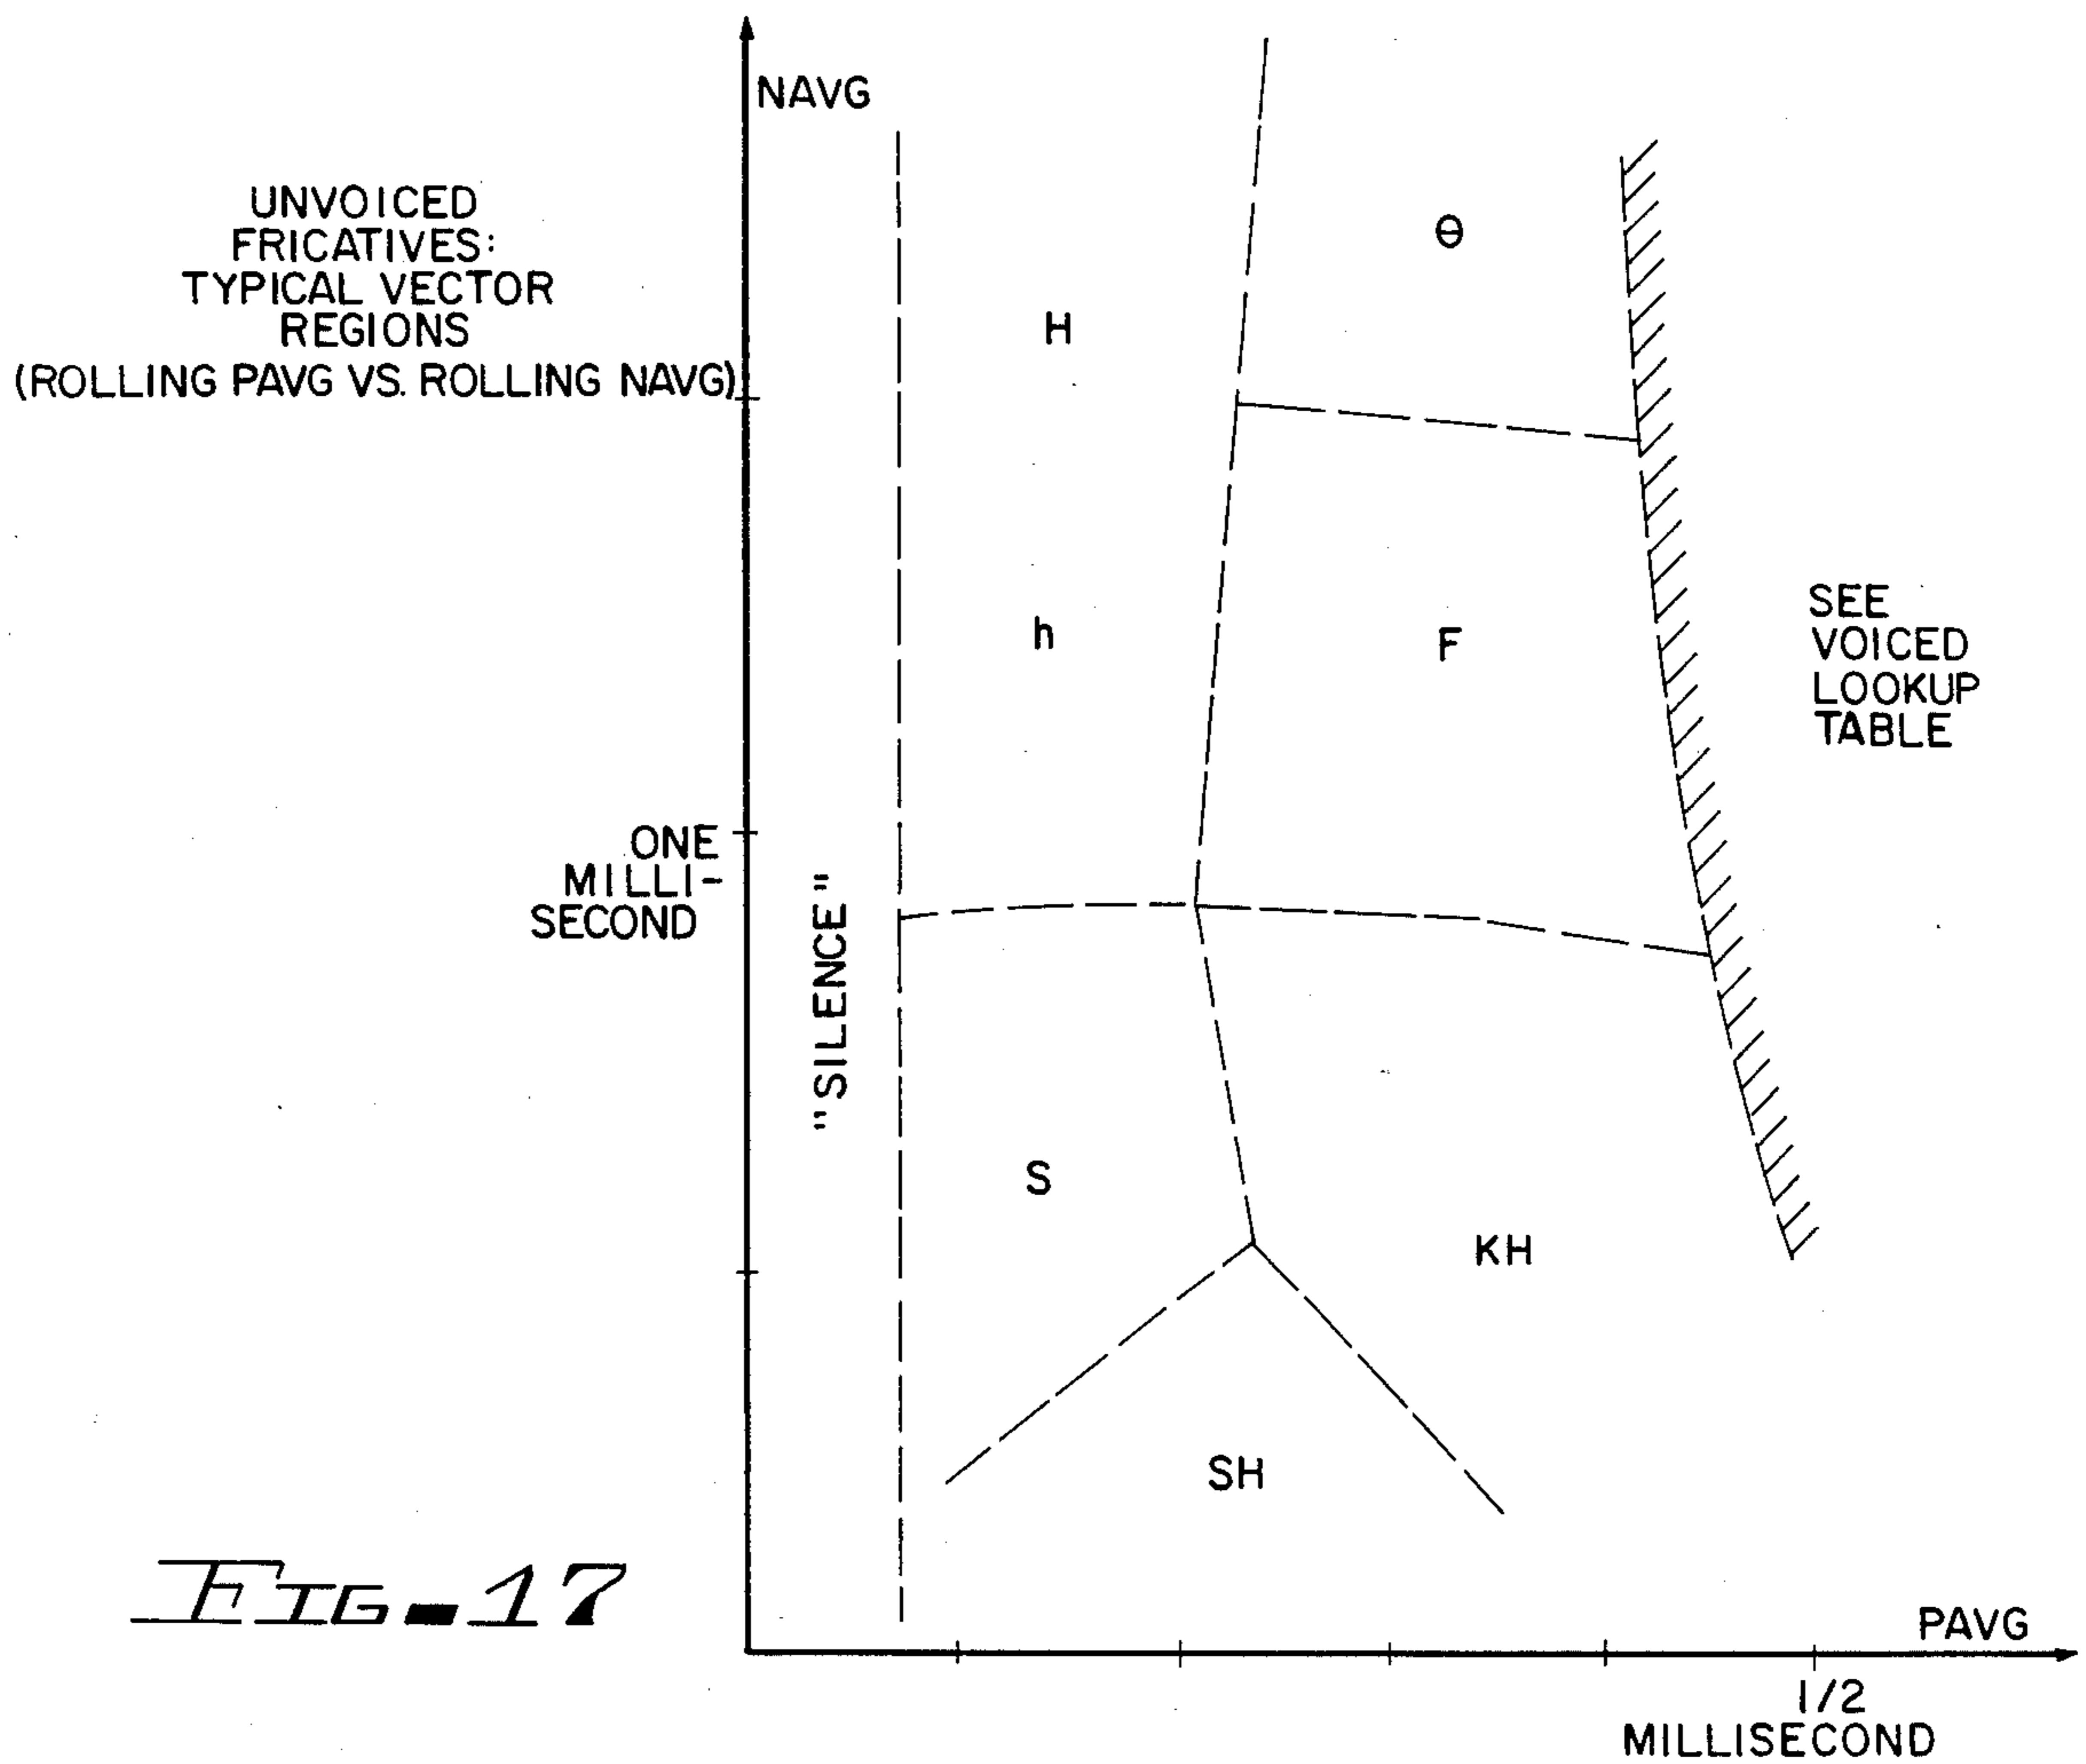 NAVG
UNVOICED
FRICATIVES:
TYPICAL VECTOR
REGIONS
(ROLLING PAVG VS. ROLLING NAVG)
H
θ
h
F
SEE
VOICED
LOOKUP
TABLE
ONE
MILLI-
SECOND
"SILENCE"
S
KH
SH
FIG-17
PAVG
1/2
MILLISECOND